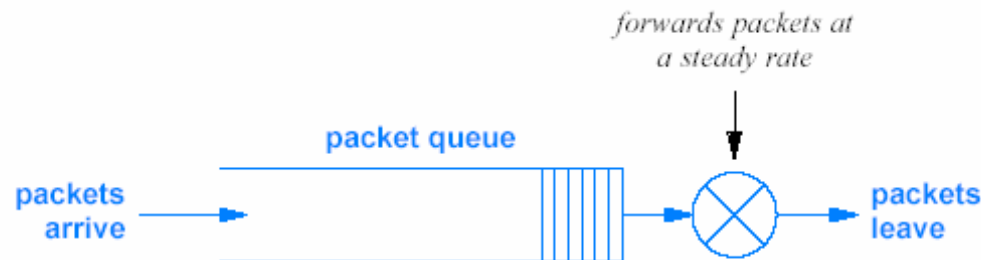 forwards packets at
a steady rate
packet queue
packets
arrive
packets
leave